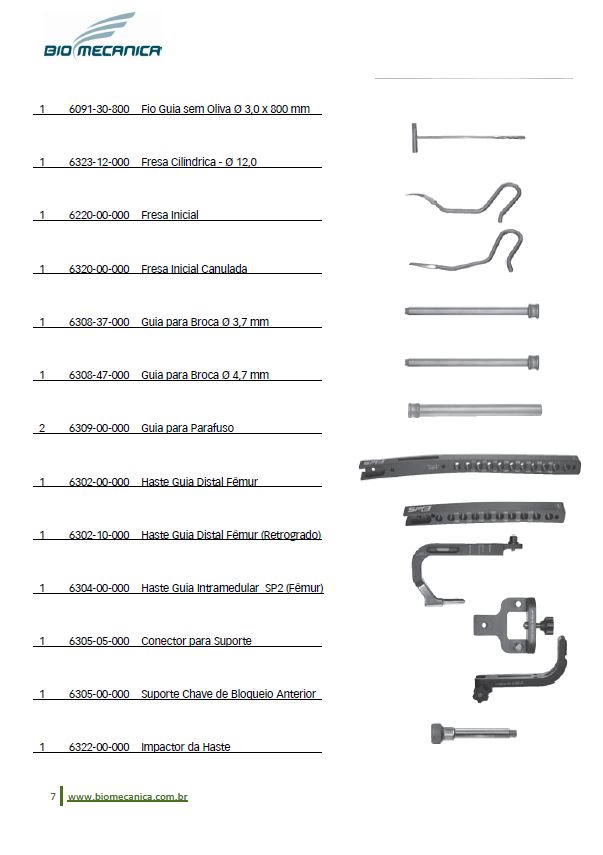 BIOMECANICA
1 6091-30-800 Fio Guia sem Oliva Ø 3,0 x 800 mm
1 6323-12-000 Fresa Cilíndrica - Ø 12,0
1 6220-00-000 Fresa Inicial
1 6320-00-000 Fresa Inicial Canulada
1 6308-37-000 Guia para Broca Ø 3,7 mm
1 6308-47-000 Guia para Broca Ø 4,7 mm
2 6309-00-000 Guia para Parafuso
1 6302-00-000 Haste Guia Distal Fêmur
1 6302-10-000 Haste Guia Distal Fêmur (Retrogrado)
1 6304-00-000 Haste Guia Intramedular SP2 (Fêmur)
1 6305-05-000 Conector para Suporte
1 6305-00-000 Suporte Chave de Bloqueio Anterior
1 6322-00-000 Impactor da Haste
SP2
SP2
7 www.biomecanica.com.br